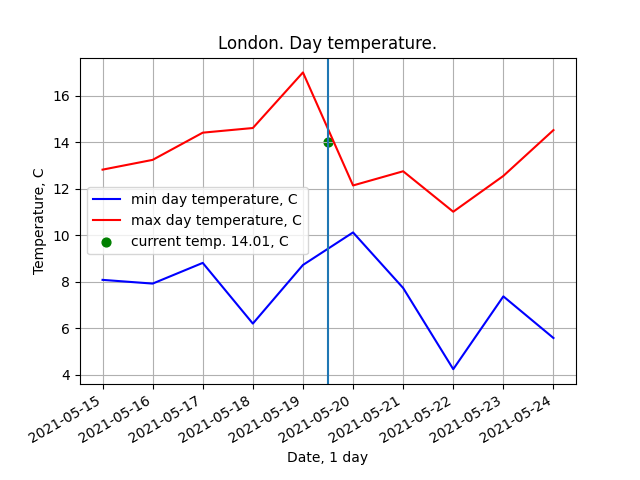 London. Day temperature.
Temperature, C
16
14
12
10
8
6
4
min day temperature, C
max day temperature, C
current temp. 14.01, C
2021-05-15
2021-05-16
2021-05-17
2021-05-18
2021-05-19
2021-05-20
2021-05-21
2021-05-22
2021-05-23
2021-05-24
Date, 1 day